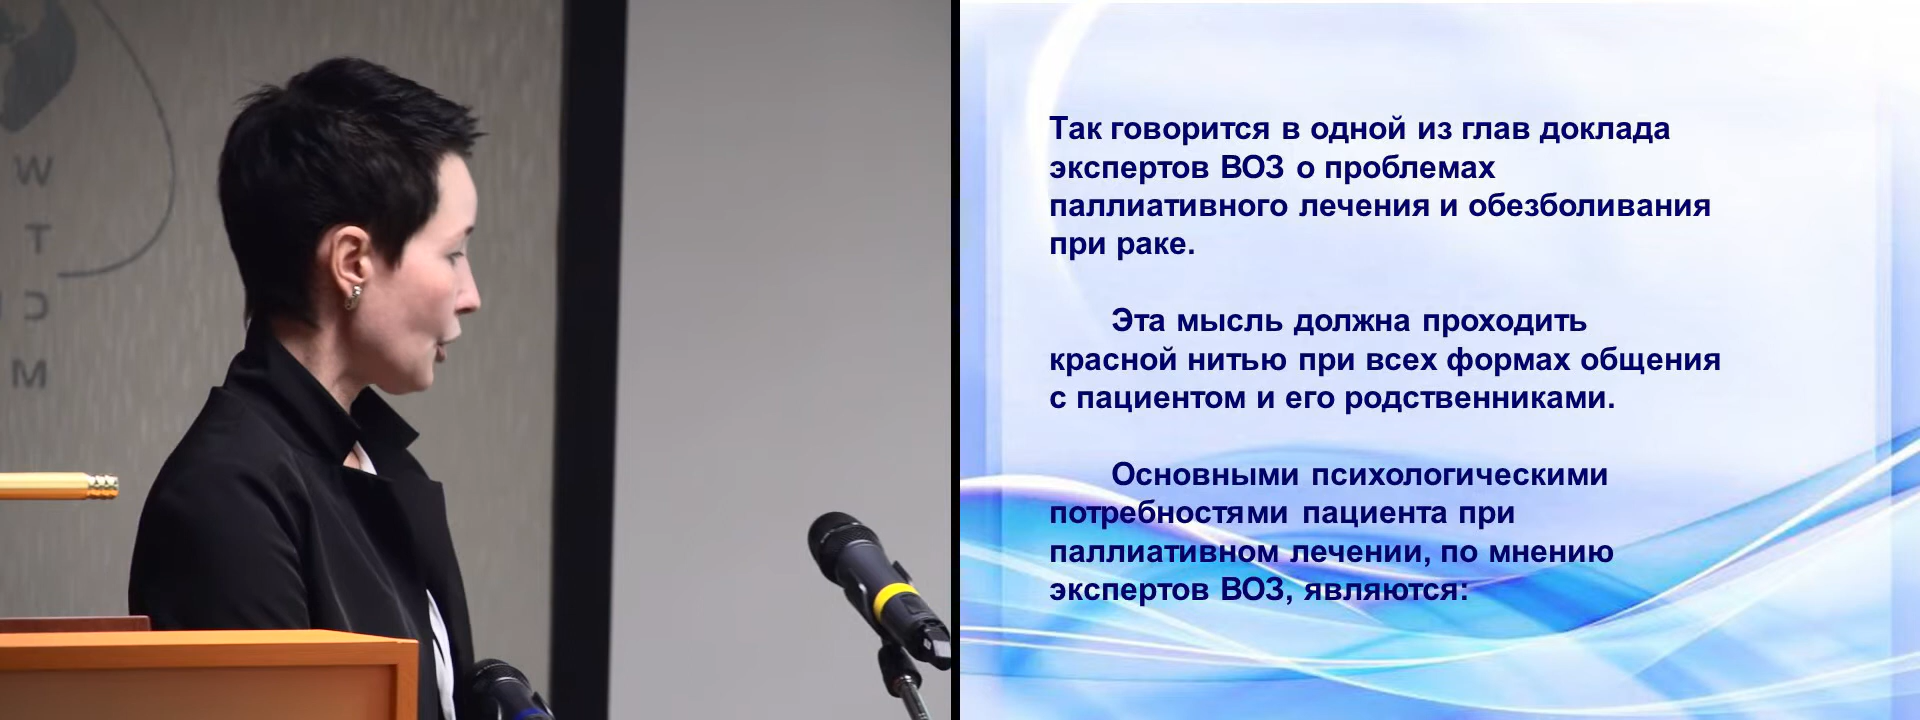 W
T
C
M
Так говорится в одной из глав доклада
экспертов ВОЗ о проблемах
паллиативного лечения и обезболивания
при раке.
Эта мысль должна проходить
красной нитью при всех формах общения
с пациентом и его родственниками.
Основными психологическими
потребностями пациента при
паллиативном лечении, по мнению
экспертов ВОЗ, являются: